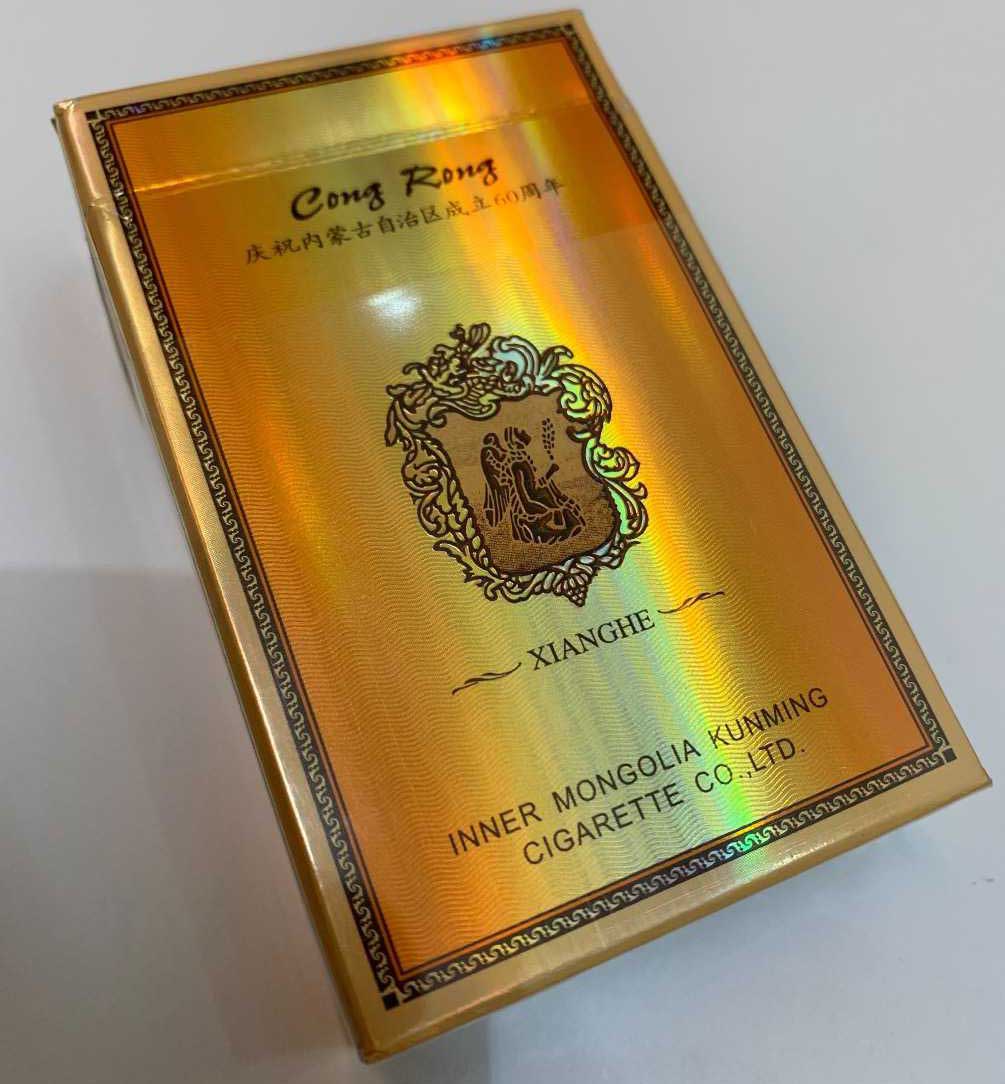 Cong Rong
庆祝内蒙古自治区成立60周年
XIANGHE
INNER MONGOLIA KUNMING
CIGARETTE CO.,LTD.